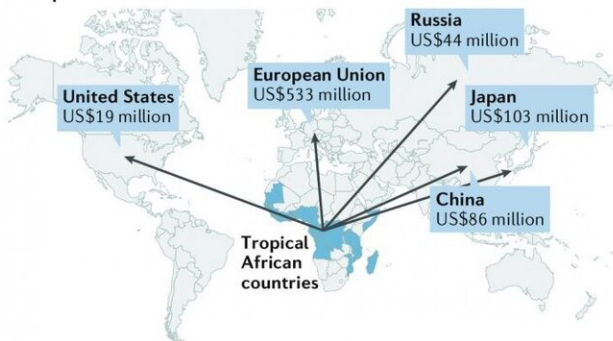 Russia
US$44 million
European Union
US$533 million
United States
US$19 million
Japan
US$103 million
China
US$86 million
Tropical
African
countries